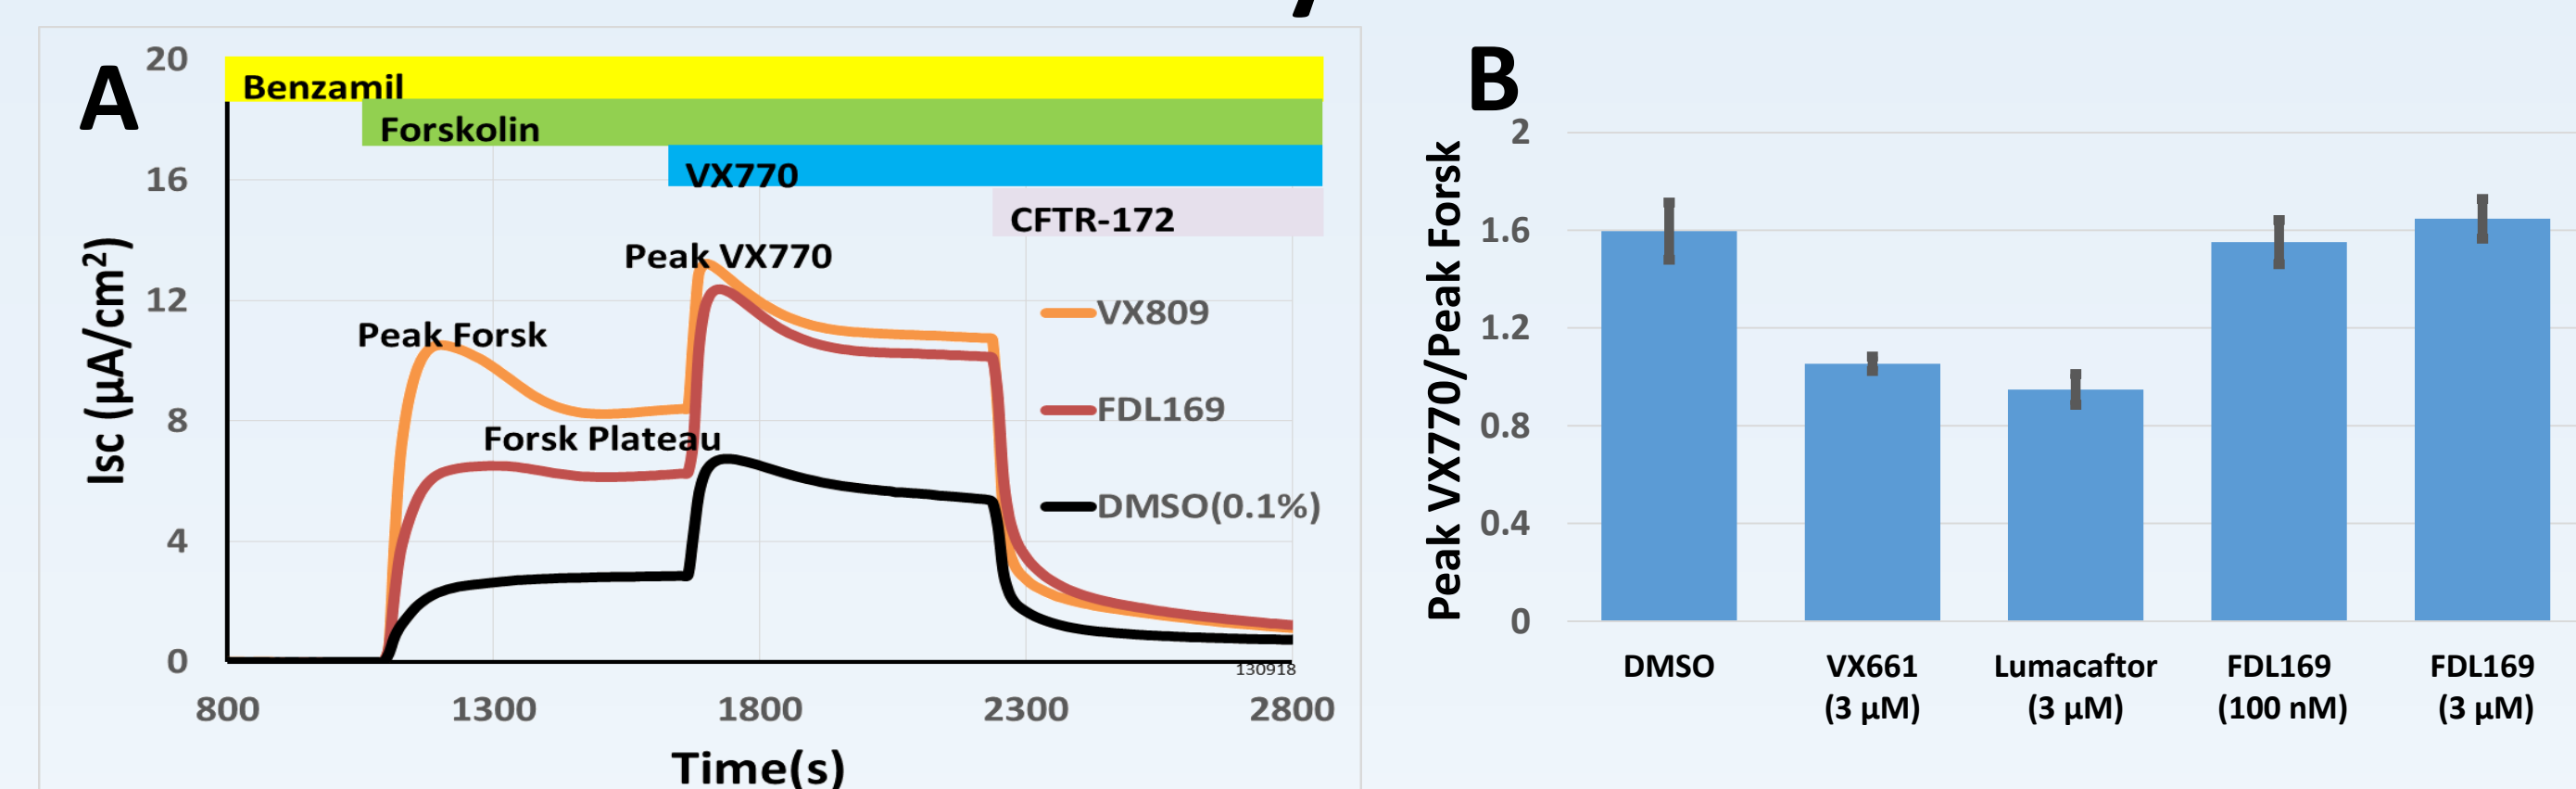 A
20
16
12
8
4
0
Isc (µA/cm²)
Benzamil
Forskolin
VX770
CFTR-172
Peak VX770
Peak Forsk
Forsk Plateau
VX809
FDL169
DMSO(0.1%)
130918
800 1300 1800 2300 2800
Time(s)
B
Peak VX770/Peak Forsk
2
1.6
1.2
0.8
0.4
0
DMSO VX661 Lumacaftor FDL169 FDL169
(3 µM) (3 µM) (100 nM) (3 µM)